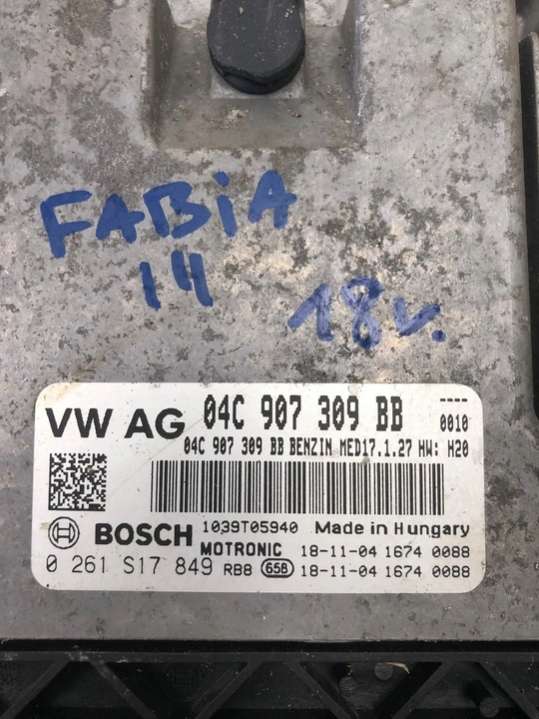 FABiA
14
18v.
VW AG 04C 907 309 BB ----
0010
04C 907 309 BB BENZIN MED17.1.27 HW: H20
BOSCH 1039T05940 Made in Hungary
MOTRONIC 18-11-04 1674 0088
0 261 S17 849 RB8 658 18-11-04 1674 0088